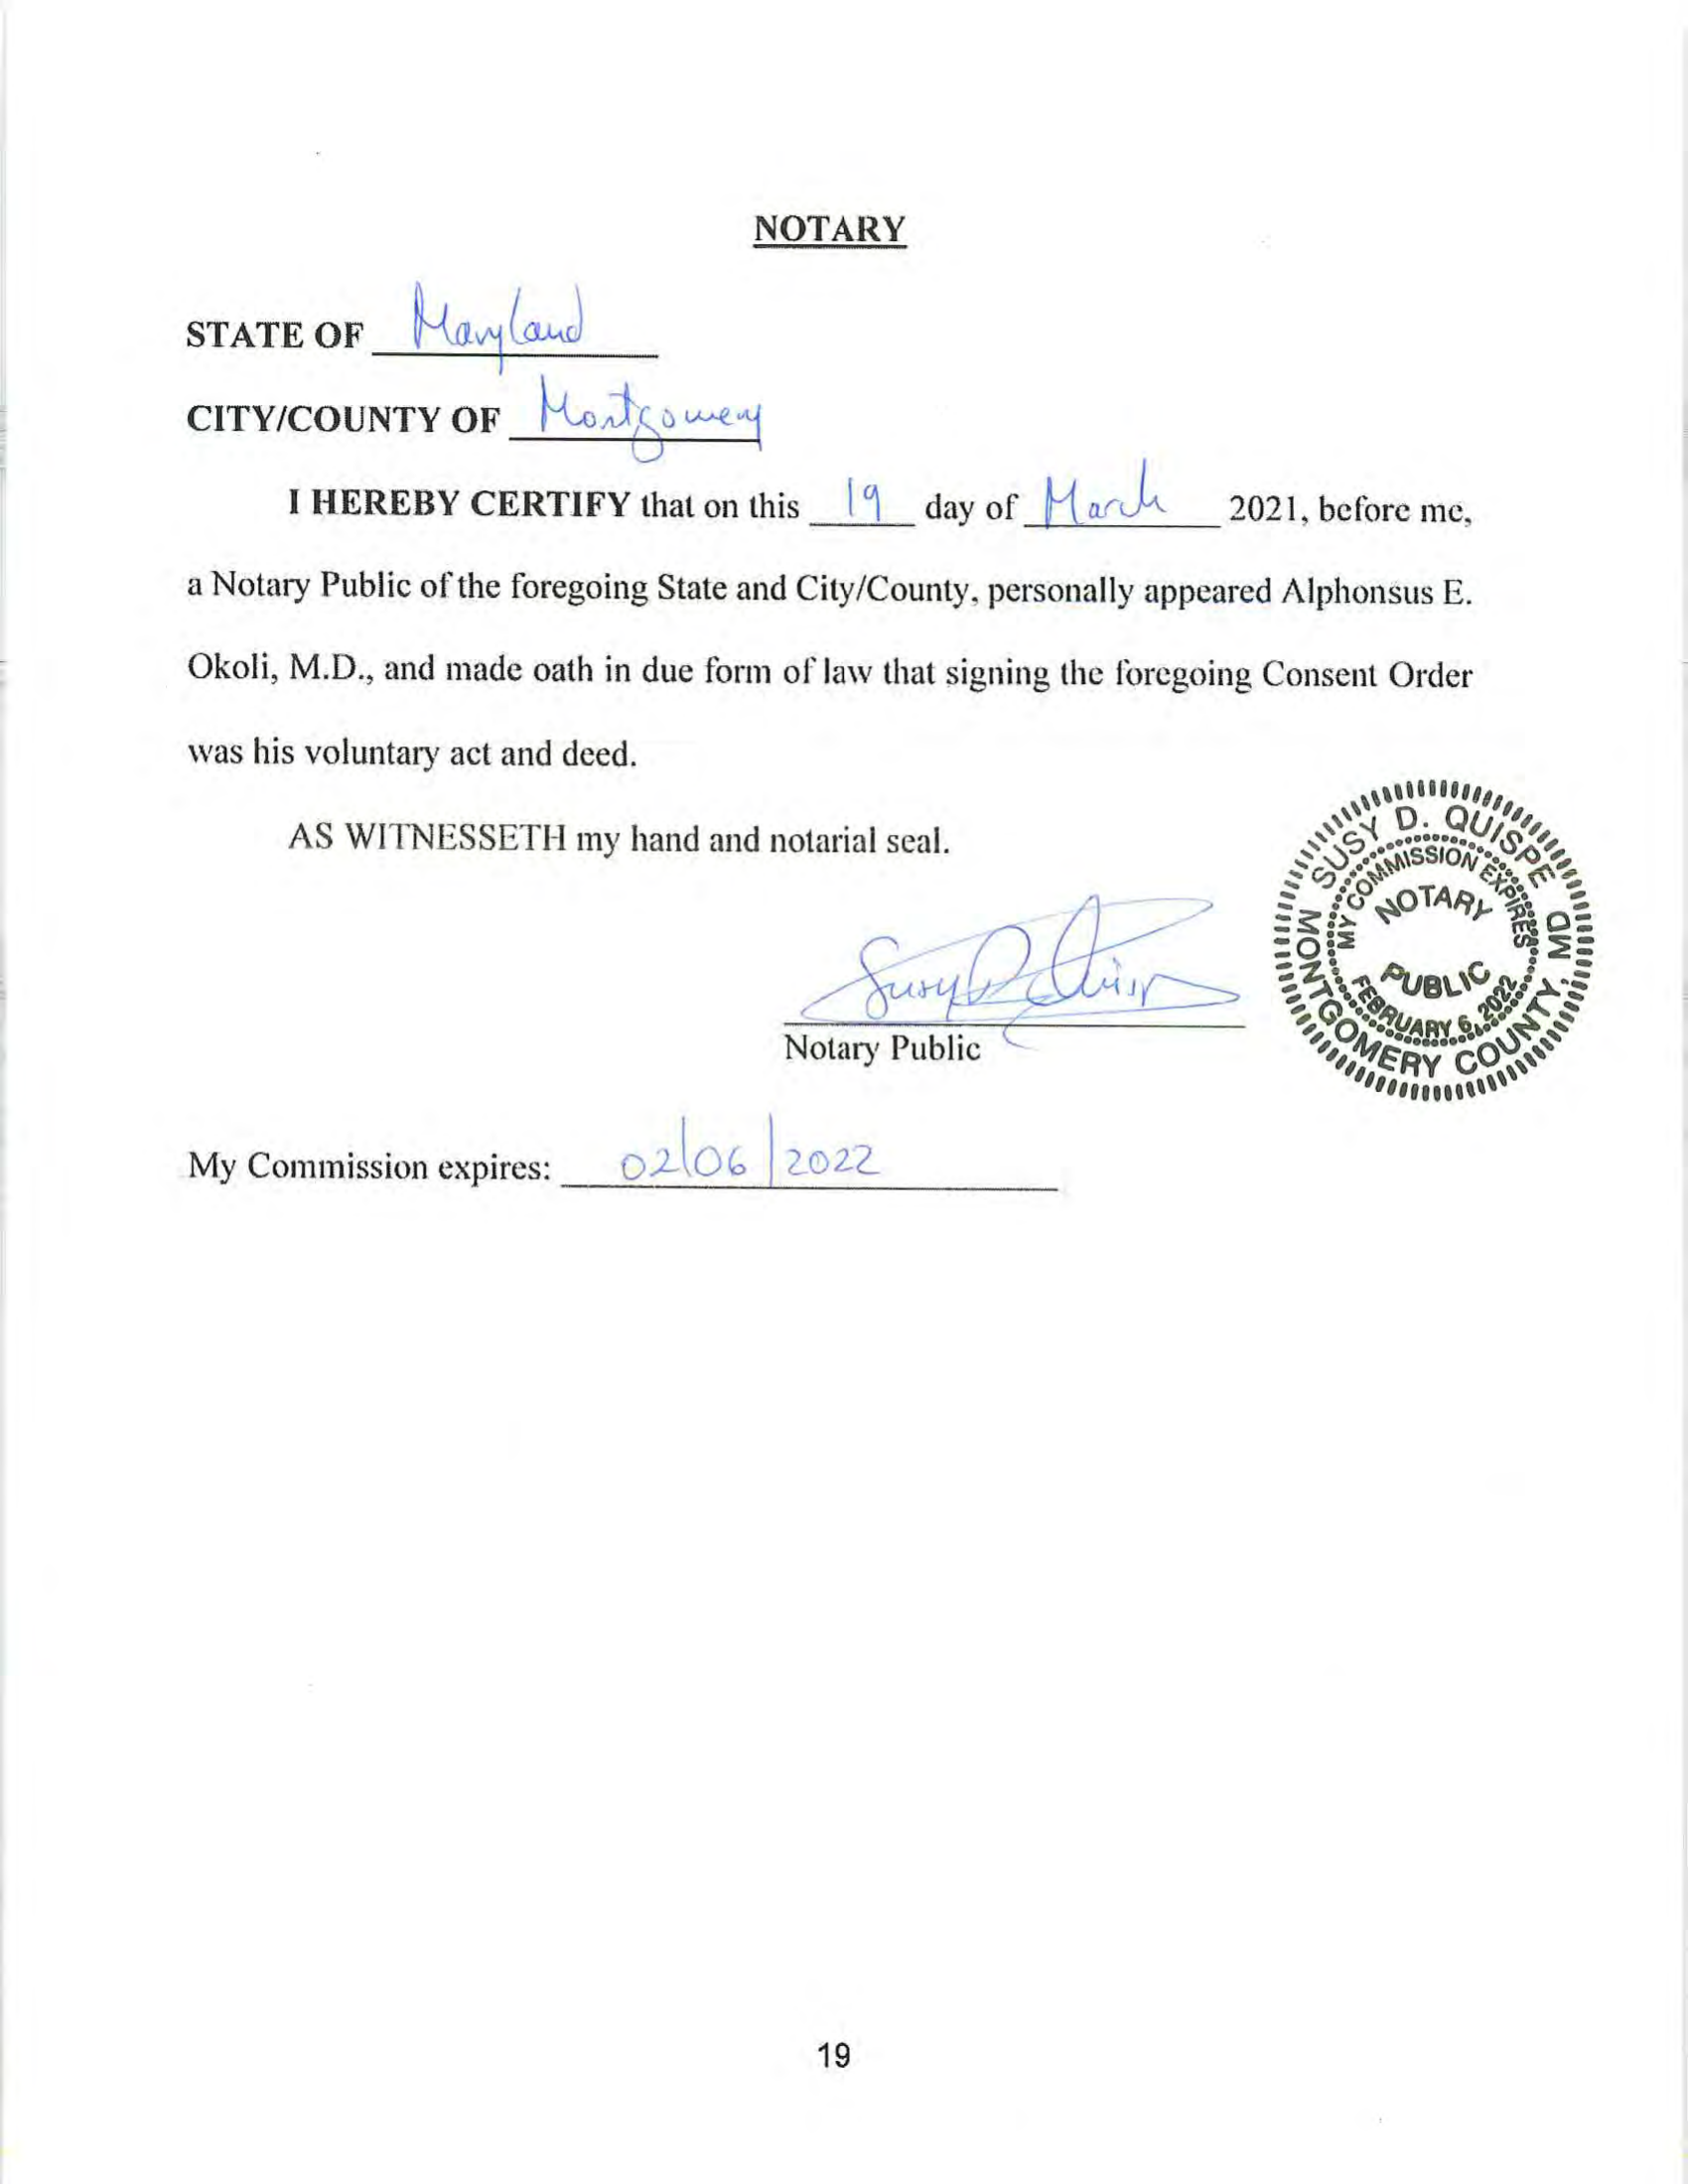 NOTARY
STATE OF Maryland
CITY/COUNTY OF Montgomery
I HEREBY CERTIFY that on this 19 day of March 2021, before me,
a Notary Public of the foregoing State and City/County, personally appeared Alphonsus E.
Okoli, M.D., and made oath in due form of law that signing the foregoing Consent Order
was his voluntary act and deed.
AS WITNESSETH my hand and notarial seal.
SUSY D. QUISPE
MY COMMISSION EXPIRES
NOTARY
PUBLIC
FEBRUARY 6, 2022
MONTGOMERY COUNTY, MD
Notary Public
My Commission expires: 02/06/2022
19